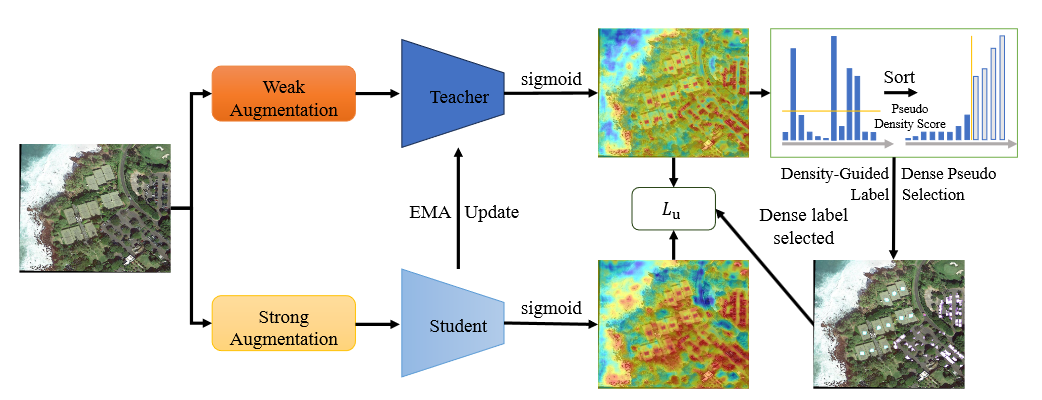 Weak
Augmentation
Teacher
sigmoid
Sort
Pseudo
Density Score
Density-Guided
Label
Dense Pseudo
Selection
EMA
Update
Lu
Dense label
selected
Strong
Augmentation
Student
sigmoid